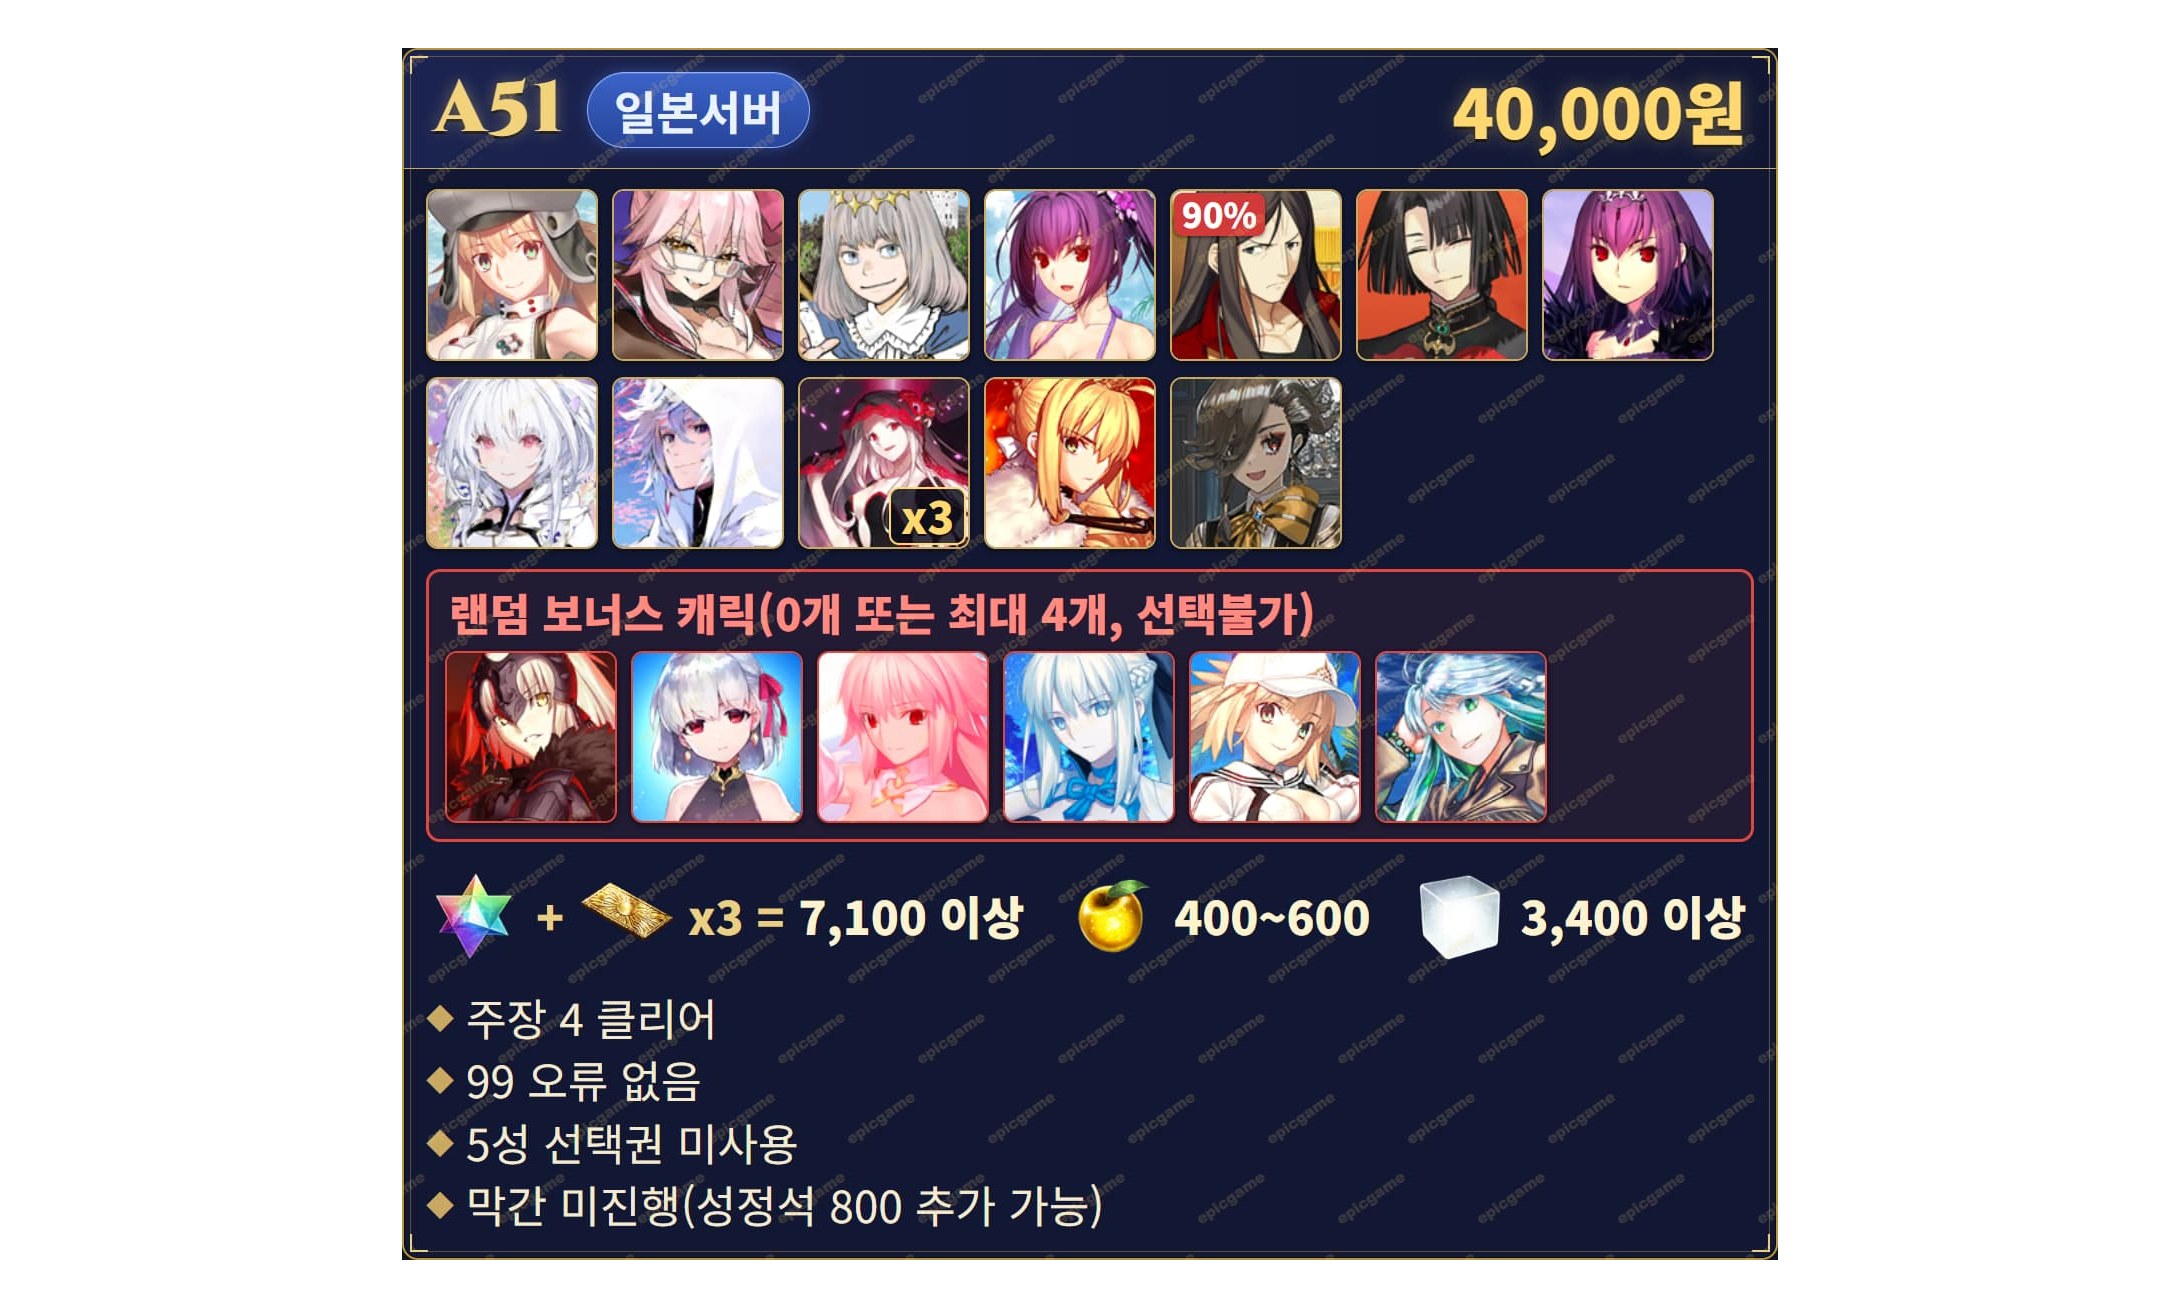 A51 일본서버 40,000원
90%
x3
랜덤 보너스 캐릭(0개 또는 최대 4개, 선택불가)
+ x3 = 7,100 이상 400~600 3,400 이상
주장 4 클리어
99 오류 없음
5성 선택권 미사용
막간 미진행(성정석 800 추가 가능)
epicgame